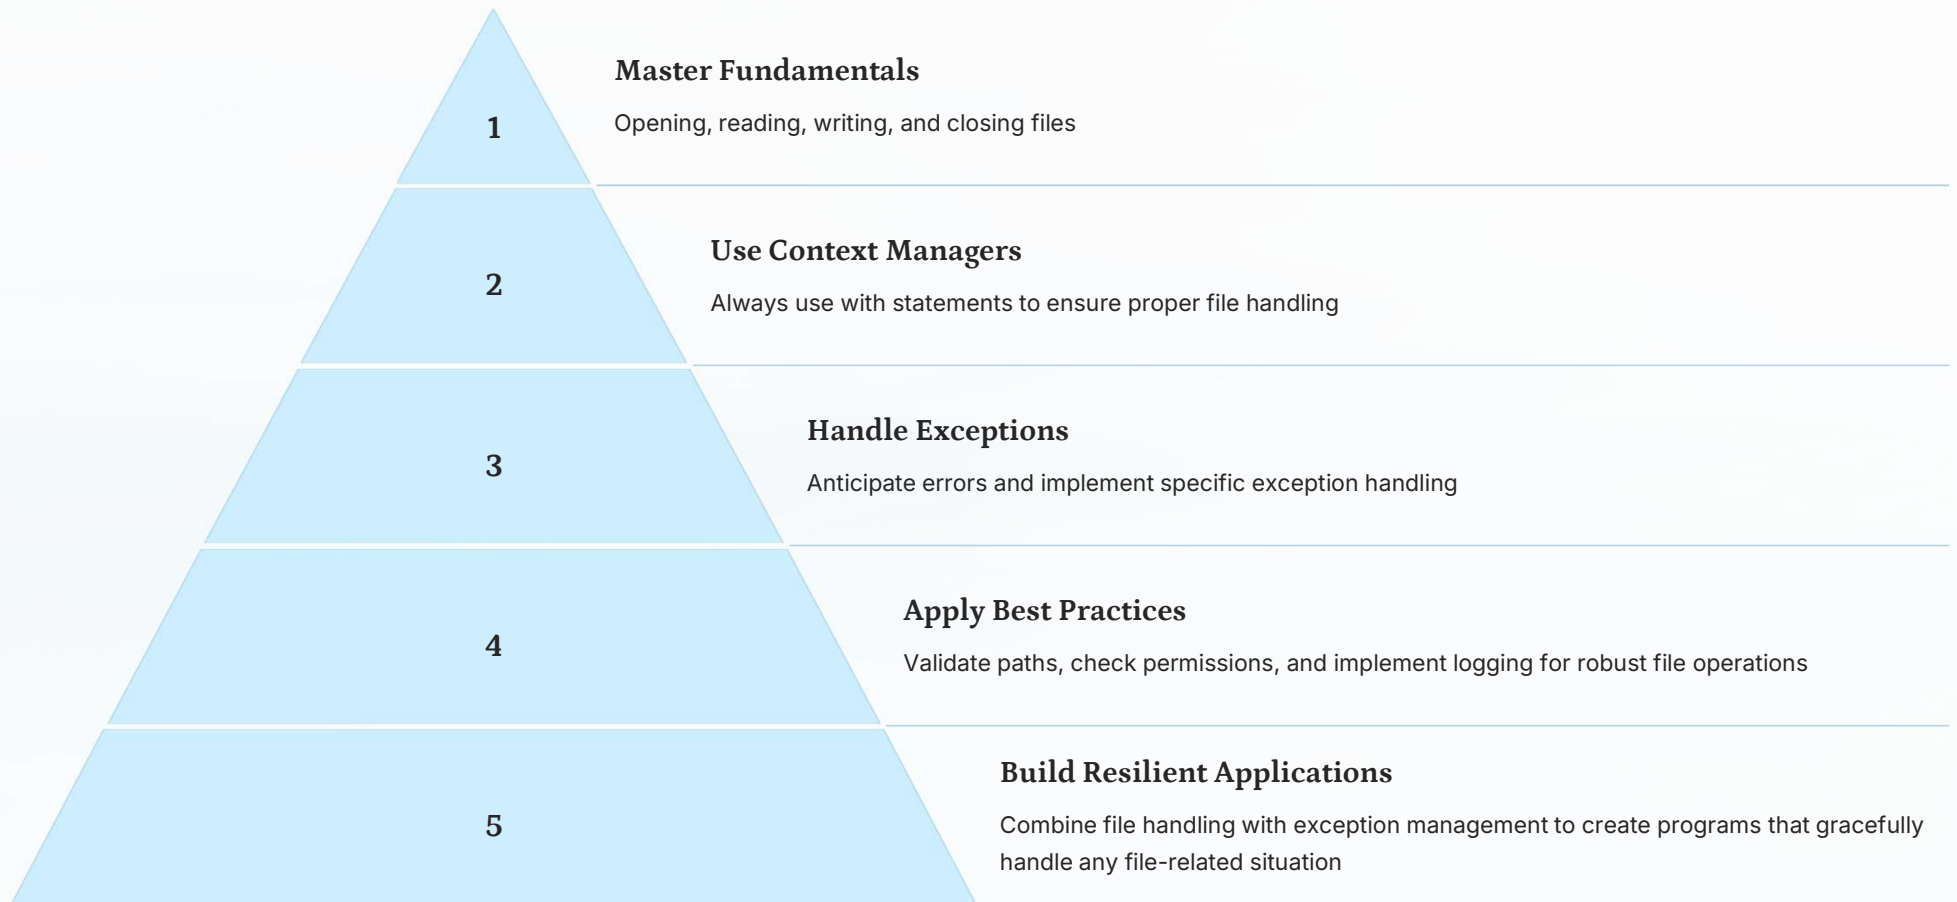 1
Master Fundamentals
Opening, reading, writing, and closing files
2
Use Context Managers
Always use with statements to ensure proper file handling
3
Handle Exceptions
Anticipate errors and implement specific exception handling
4
Apply Best Practices
Validate paths, check permissions, and implement logging for robust file operations
5
Build Resilient Applications
Combine file handling with exception management to create programs that gracefully
handle any file-related situation